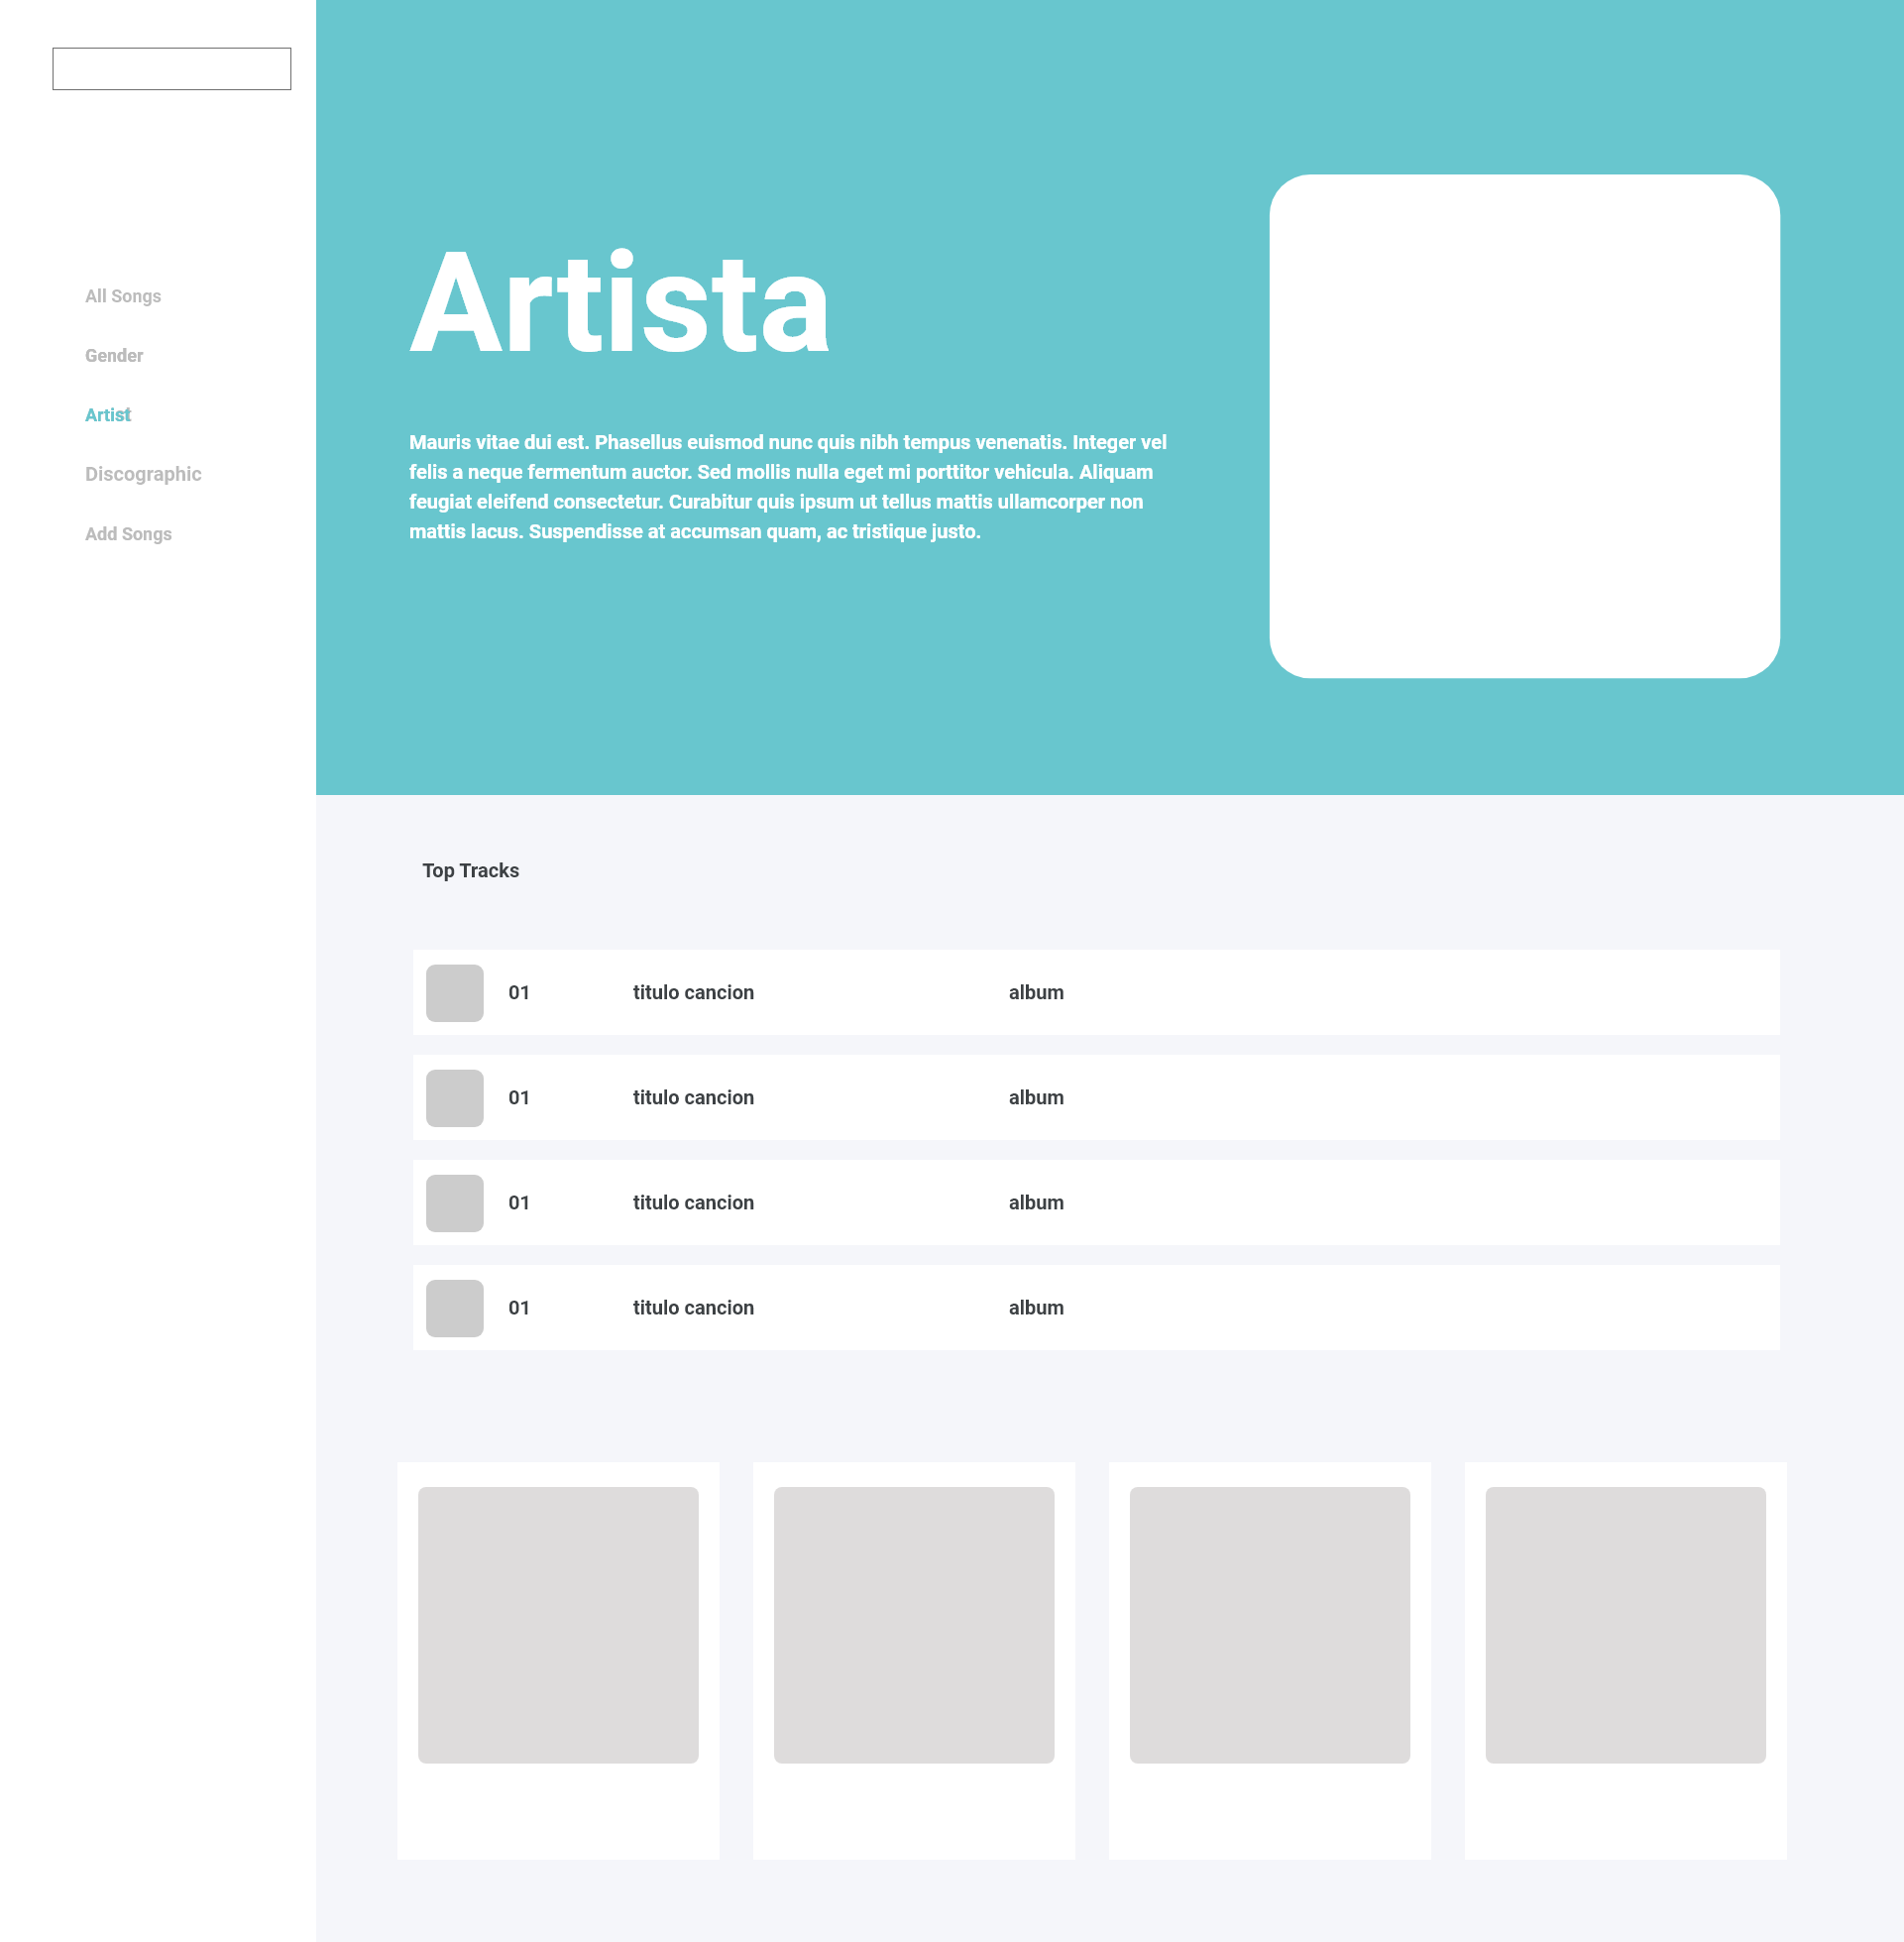 All Songs
Gender
Artist
Discographic
Add Songs
Artista
Mauris vitae dui est. Phasellus euismod nunc quis nibh tempus venenatis. Integer vel
felis a neque fermentum auctor. Sed mollis nulla eget mi porttitor vehicula. Aliquam
feugiat eleifend consectetur. Curabitur quis ipsum ut tellus mattis ullamcorper non
mattis lacus. Suspendisse at accumsan quam, ac tristique justo.
Top Tracks
01 titulo cancion album
01 titulo cancion album
01 titulo cancion album
01 titulo cancion album